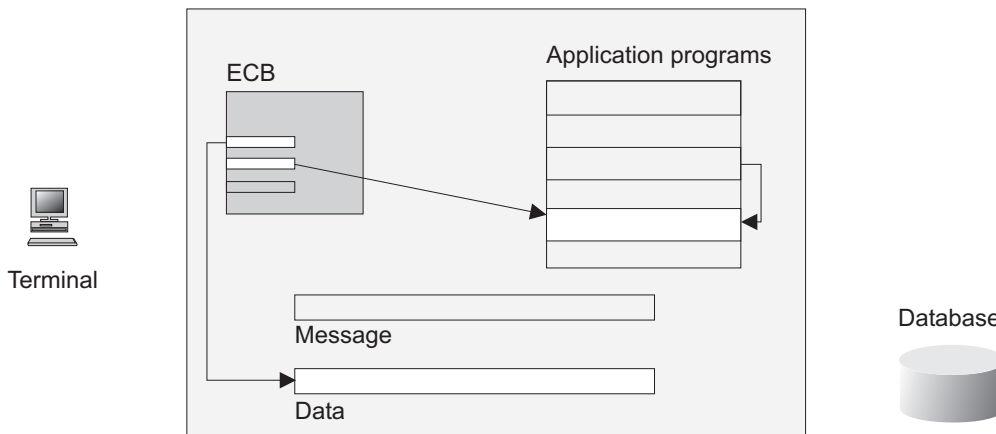 Application programs
ECB
Terminal
Message
Database
Data